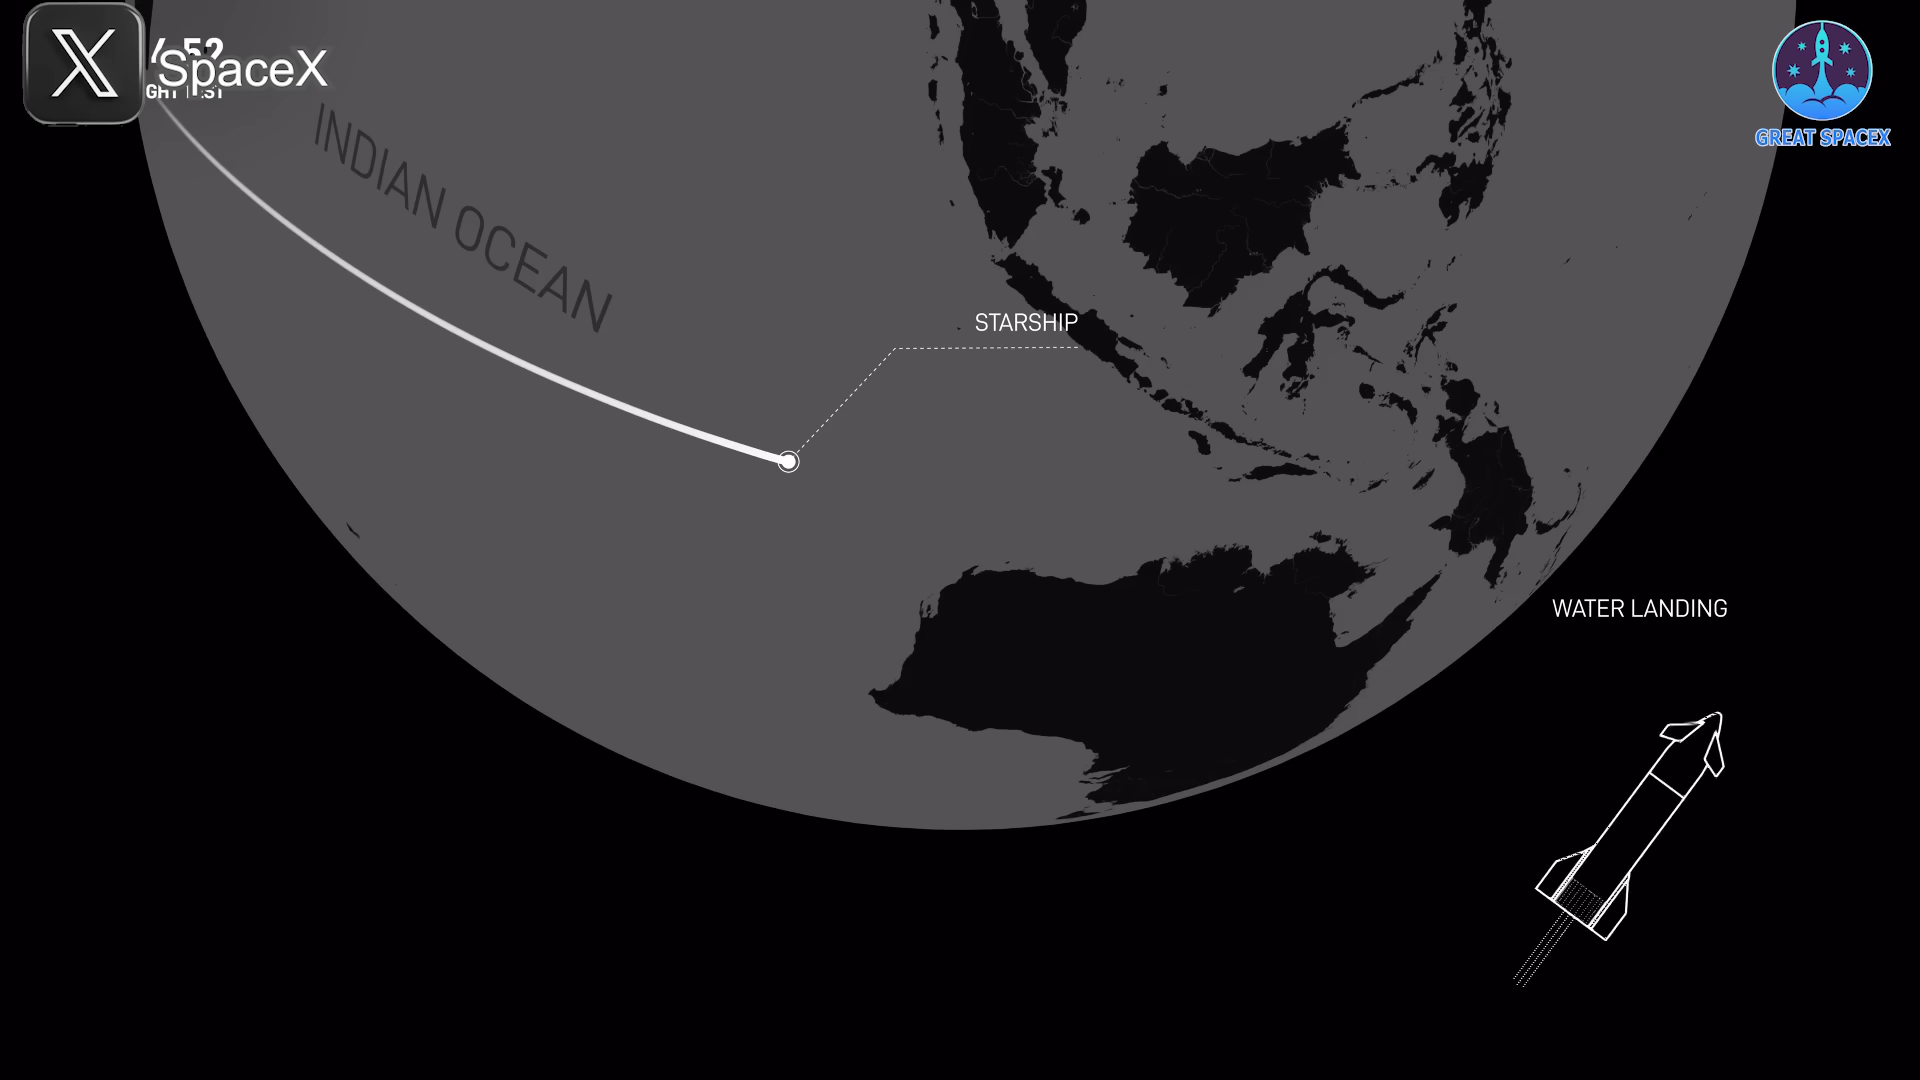 X
SpaceX
GREAT SPACEX
INDIAN OCEAN
STARSHIP
WATER LANDING